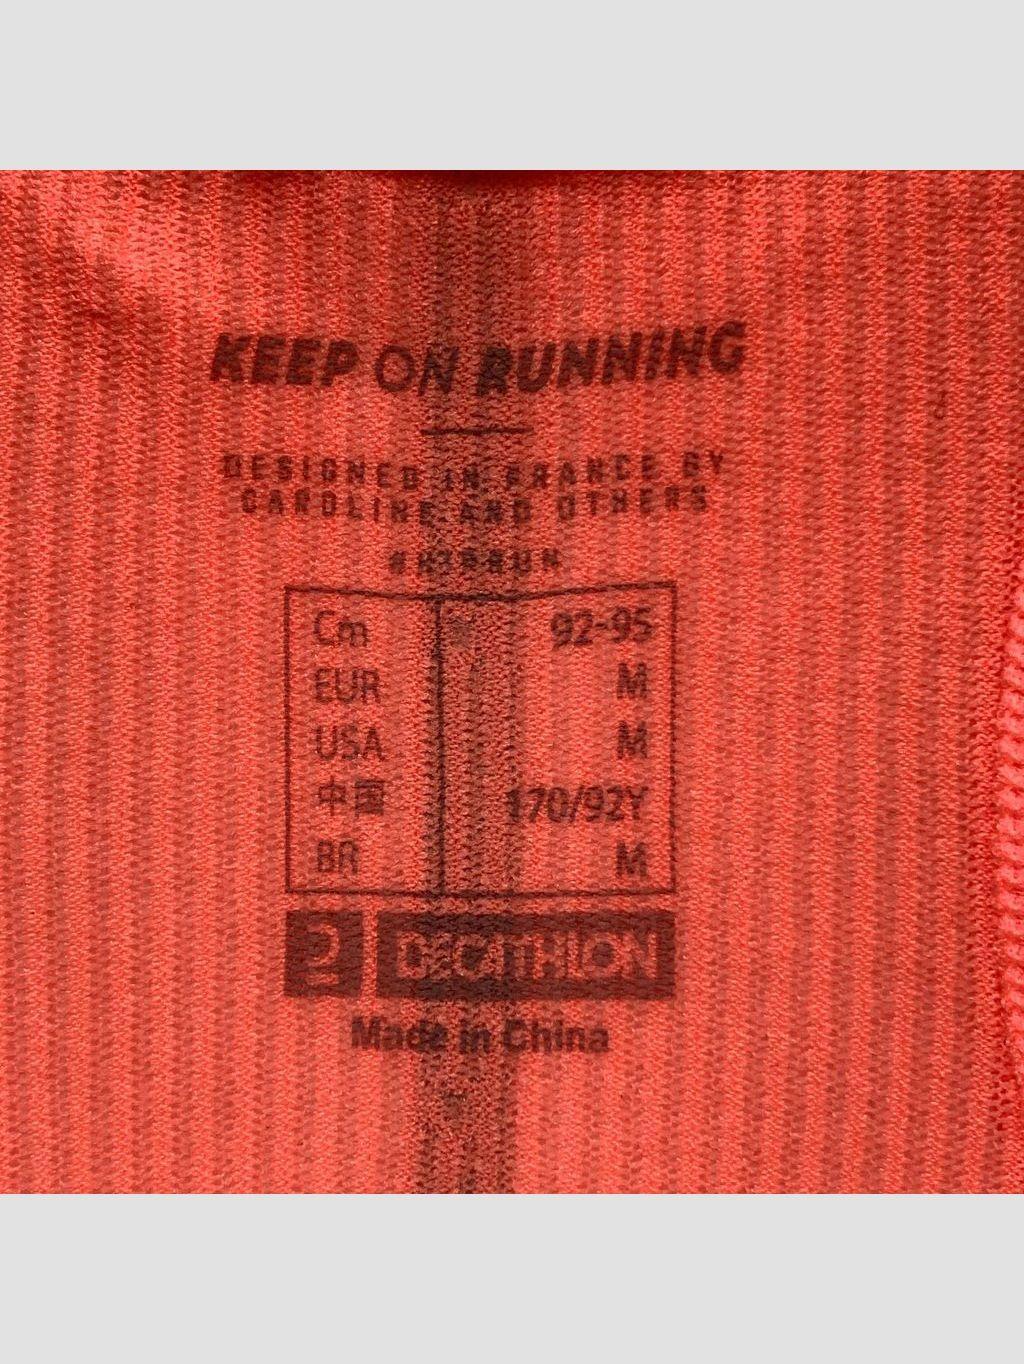 KEEP ON RUNNING
DESIGNED IN FRANCE BY
CAROLINE AND OTHERS
#KIPRUN
Cm 92-95
EUR M
USA M
中国 170/92Y
BR M
DECATHLON
Made in China